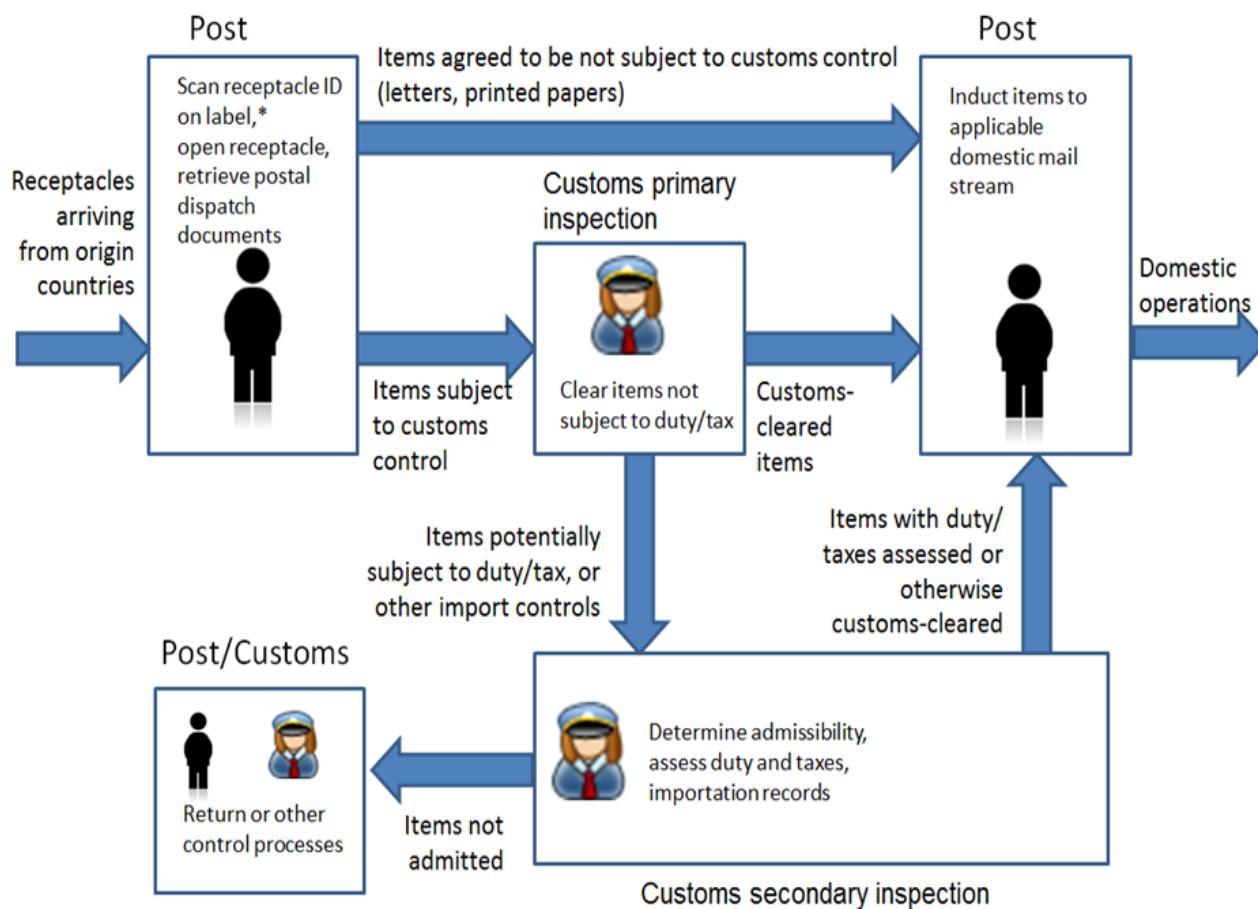 Post
Scan receptacle ID
on label,*
open receptacle,
retrieve postal
dispatch
documents
Receptacles
arriving
from origin
countries
Items agreed to be not subject to customs control
(letters, printed papers)
Post
Induct items to
applicable
domestic mail
stream
Domestic
operations
Customs primary
inspection
Clear items not
subject to duty/tax
Items subject
to customs
control
Customs-
cleared
items
Items potentially
subject to duty/tax, or
other import controls
Items with duty/
taxes assessed or
otherwise
customs-cleared
Post/Customs
Return or other
control processes
Items not
admitted
Determine admissibility,
assess duty and taxes,
importation records
Customs secondary inspection